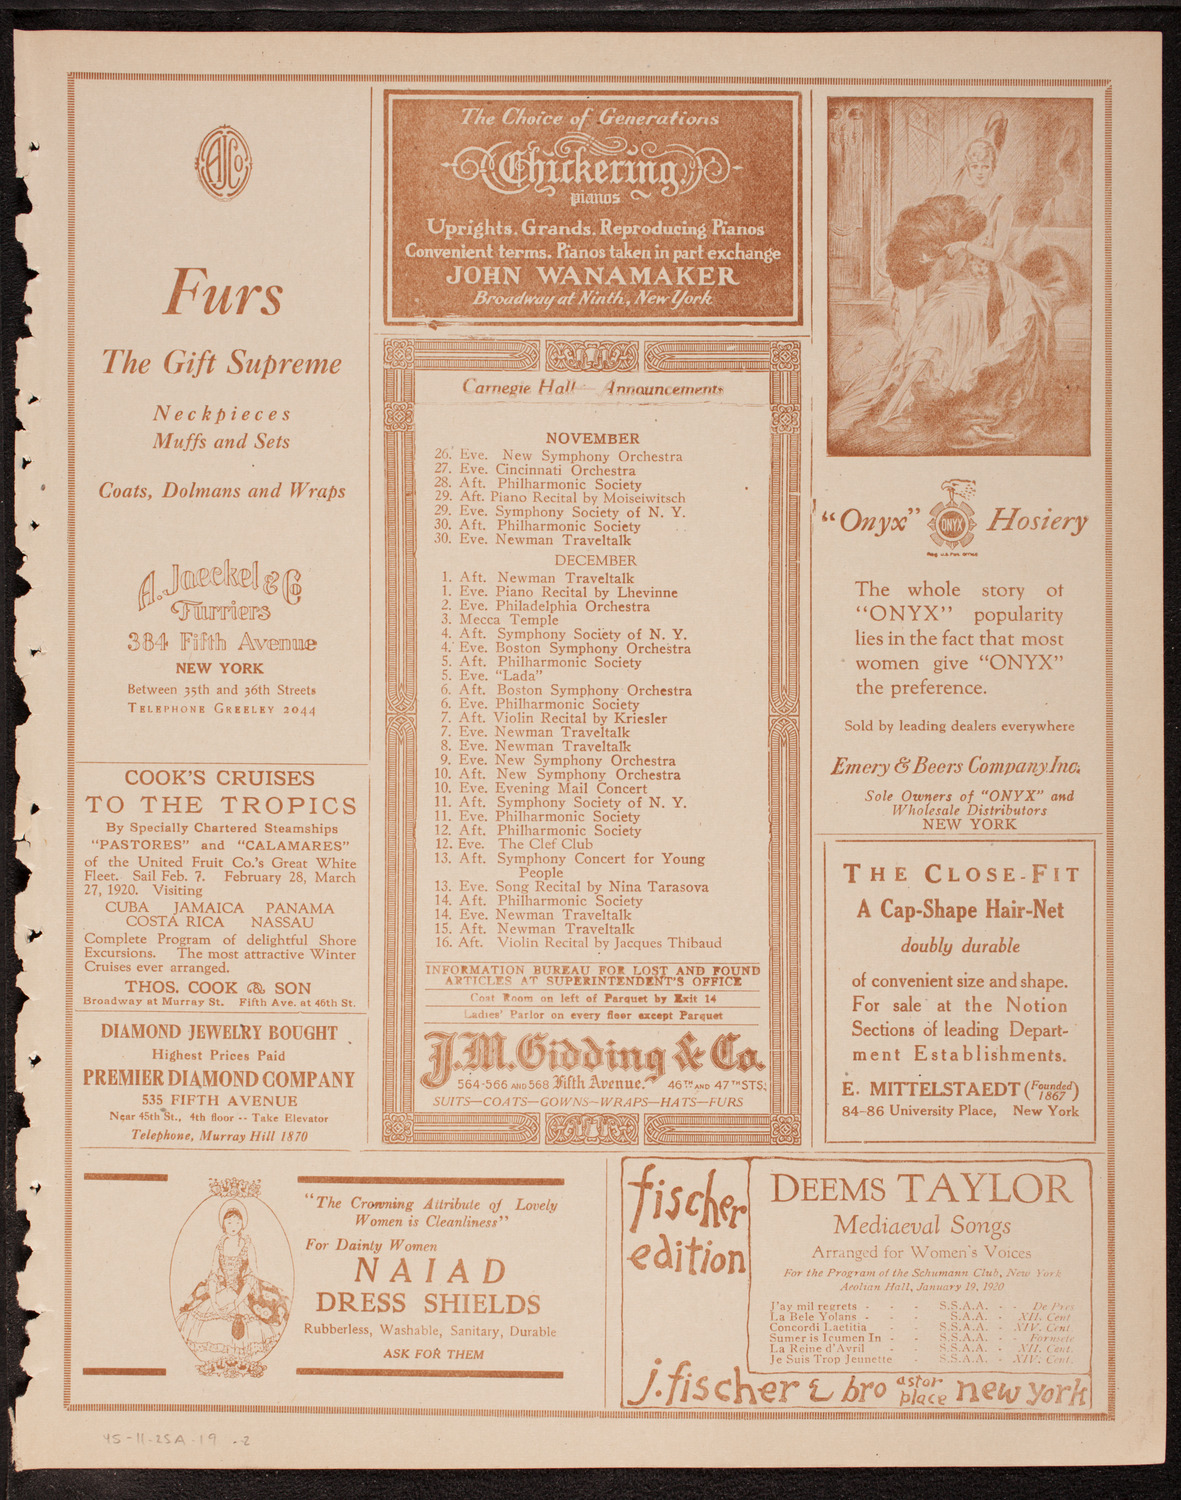 AJCo
Furs
The Gift Supreme
Neckpieces
Muffs and Sets
Coats, Dolmans and Wraps
A. Jaeckel & Co
Furriers
384 Fifth Avenue
NEW YORK
Between 35th and 36th Streets
TELEPHONE GREELEY 2044
COOK'S CRUISES
TO THE TROPICS
By Specially Chartered Steamships
"PASTORES" and "CALAMARES"
of the United Fruit Co.'s Great White
Fleet. Sail Feb. 7. February 28, March
27, 1920. Visiting
CUBA JAMAICA PANAMA
COSTA RICA NASSAU
Complete Program of delightful Shore
Excursions. The most attractive Winter
Cruises ever arranged.
THOS. COOK & SON
Broadway at Murray St. Fifth Ave. at 46th St.
DIAMOND JEWELRY BOUGHT
Highest Prices Paid
PREMIER DIAMOND COMPANY
535 FIFTH AVENUE
Near 45th St., 4th floor -- Take Elevator
Telephone, Murray Hill 1870
The Choice of Generations
Chickering
pianos
Uprights. Grands. Reproducing Pianos
Convenient terms. Pianos taken in part exchange
JOHN WANAMAKER
Broadway at Ninth, New York
Carnegie Hall - Announcements
NOVEMBER
26. Eve. New Symphony Orchestra
27. Eve. Cincinnati Orchestra
28. Aft. Philharmonic Society
29. Aft. Piano Recital by Moiseiwitsch
29. Eve. Symphony Society of N. Y.
30. Aft. Philharmonic Society
30. Eve. Newman Traveltalk
DECEMBER
1. Aft. Newman Traveltalk
1. Eve. Piano Recital by Lhevinne
2. Eve. Philadelphia Orchestra
3. Mecca Temple
4. Aft. Symphony Society of N. Y.
4. Eve. Boston Symphony Orchestra
5. Aft. Philharmonic Society
5. Eve. "Lada"
6. Aft. Boston Symphony Orchestra
6. Eve. Philharmonic Society
7. Aft. Violin Recital by Kriesler
7. Eve. Newman Traveltalk
8. Eve. Newman Traveltalk
9. Eve. New Symphony Orchestra
10. Aft. New Symphony Orchestra
10. Eve. Evening Mail Concert
11. Aft. Symphony Society of N. Y.
11. Eve. Philharmonic Society
12. Aft. Philharmonic Society
12. Eve. The Clef Club
13. Aft. Symphony Concert for Young
People
13. Eve. Song Recital by Nina Tarasova
14. Aft. Philharmonic Society
14. Eve. Newman Traveltalk
15. Aft. Newman Traveltalk
16. Aft. Violin Recital by Jacques Thibaud
INFORMATION BUREAU FOR LOST AND FOUND
ARTICLES AT SUPERINTENDENT'S OFFICE
Coat Room on left of Parquet by Exit 14
Ladies' Parlor on every floor except Parquet
J.M. Gidding & Co.
564-566 AND 568 Fifth Avenue. 46TH AND 47TH STS.
SUITS—COATS—GOWNS—WRAPS—HATS—FURS
"Onyx" ONYX Hosiery
Reg. U.S. Pat. Office
The whole story of
"ONYX" popularity
lies in the fact that most
women give "ONYX"
the preference.
Sold by leading dealers everywhere
Emery & Beers Company Inc.
Sole Owners of "ONYX" and
Wholesale Distributors
NEW YORK
THE CLOSE-FIT
A Cap-Shape Hair-Net
doubly durable
of convenient size and shape.
For sale at the Notion
Sections of leading Depart-
ment Establishments.
E. MITTELSTAEDT (Founded 1867)
84-86 University Place, New York
"The Crowning Attribute of Lovely
Women is Cleanliness"
For Dainty Women
NAIAD
DRESS SHIELDS
Rubberless, Washable, Sanitary, Durable
ASK FOR THEM
fischer
edition
DEEMS TAYLOR
Mediaeval Songs
Arranged for Women's Voices
For the Program of the Schumann Club, New York
Aeolian Hall, January 19, 1920
J'ay mil regrets - - - S.S.A.A. - - De Pres
La Bele Yolans - - - S.A.A. - XII. Cent
Concordi Laetitia - - S.S.A.A. - XIV. Cent
Sumer is Icumen In - - S.S.A.A. - - Fornsete
La Reine d'Avril - - S.S.A. - XII. Cent.
Je Suis Trop Jeunette - S.S.A.A. - XIV. Cent.
j. fischer & bro astor place new york
45-11-25A-19 -2